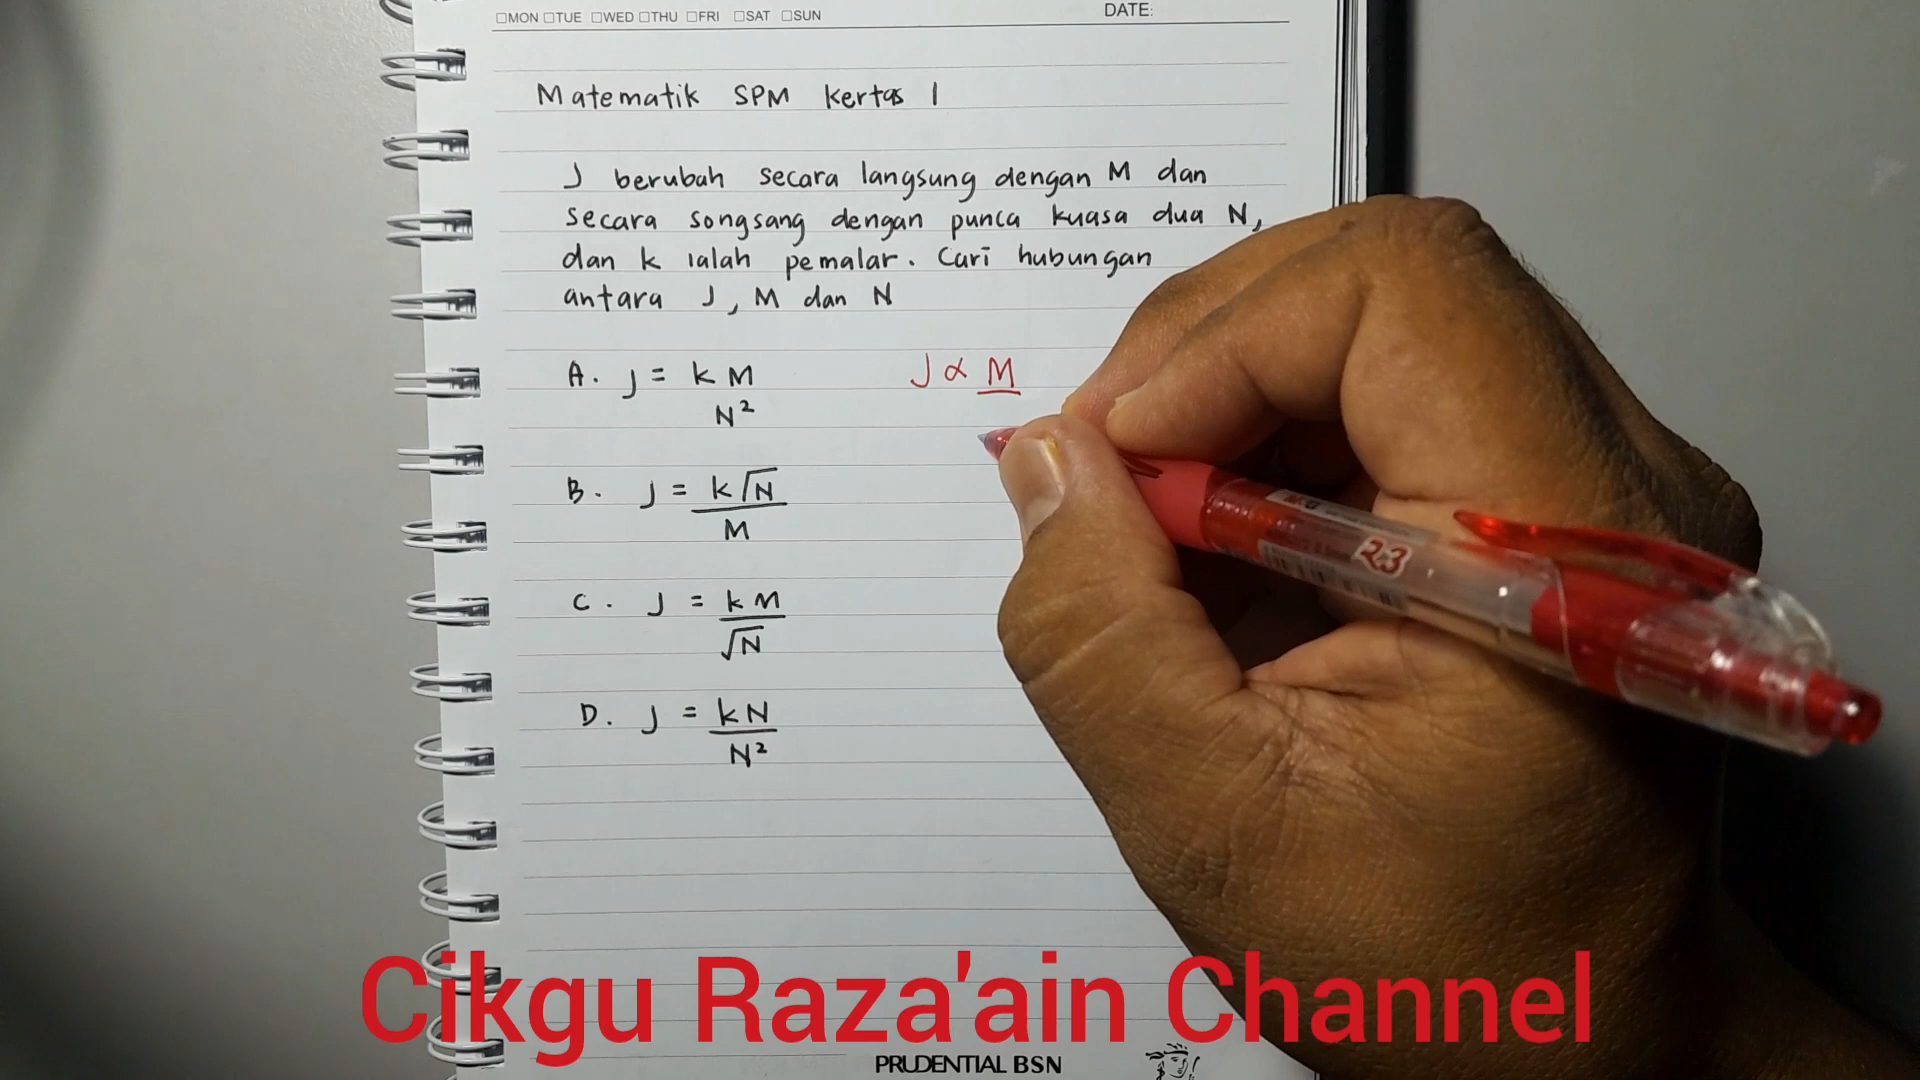 □MON □TUE □WED □THU □FRI □SAT □SUN DATE:
Matematik SPM Kertas 1
J berubah secara langsung dengan M dan
secara songsang dengan punca kuasa dua N,
dan k ialah pemalar. Cari hubungan
antara J, M dan N
A. J = k M
N²
J ∝ M
B. J = k√N
M
C. J = k M
√N
D. J = kN
N²
2.3
Cikgu Raza'ain Channel
PRUDENTIAL BSN